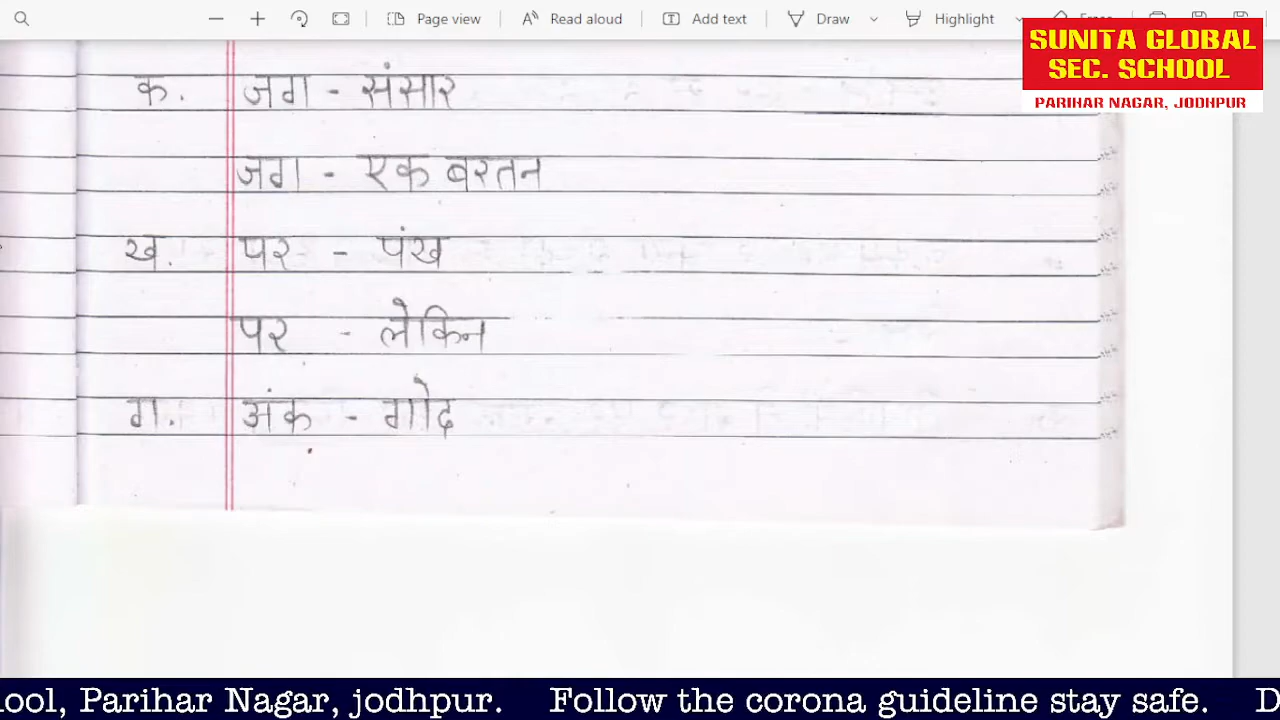 Page view
Read aloud
Add text
Draw
Highlight
SUNITA GLOBAL
SEC. SCHOOL
PARIHAR NAGAR, JODHPUR
क. जग - संसार
जग - एक बरतन
ख. पर - पंख
पर - लेकिन
ग. अंक - गोद
ool, Parihar Nagar, jodhpur. Follow the corona guideline stay safe. D